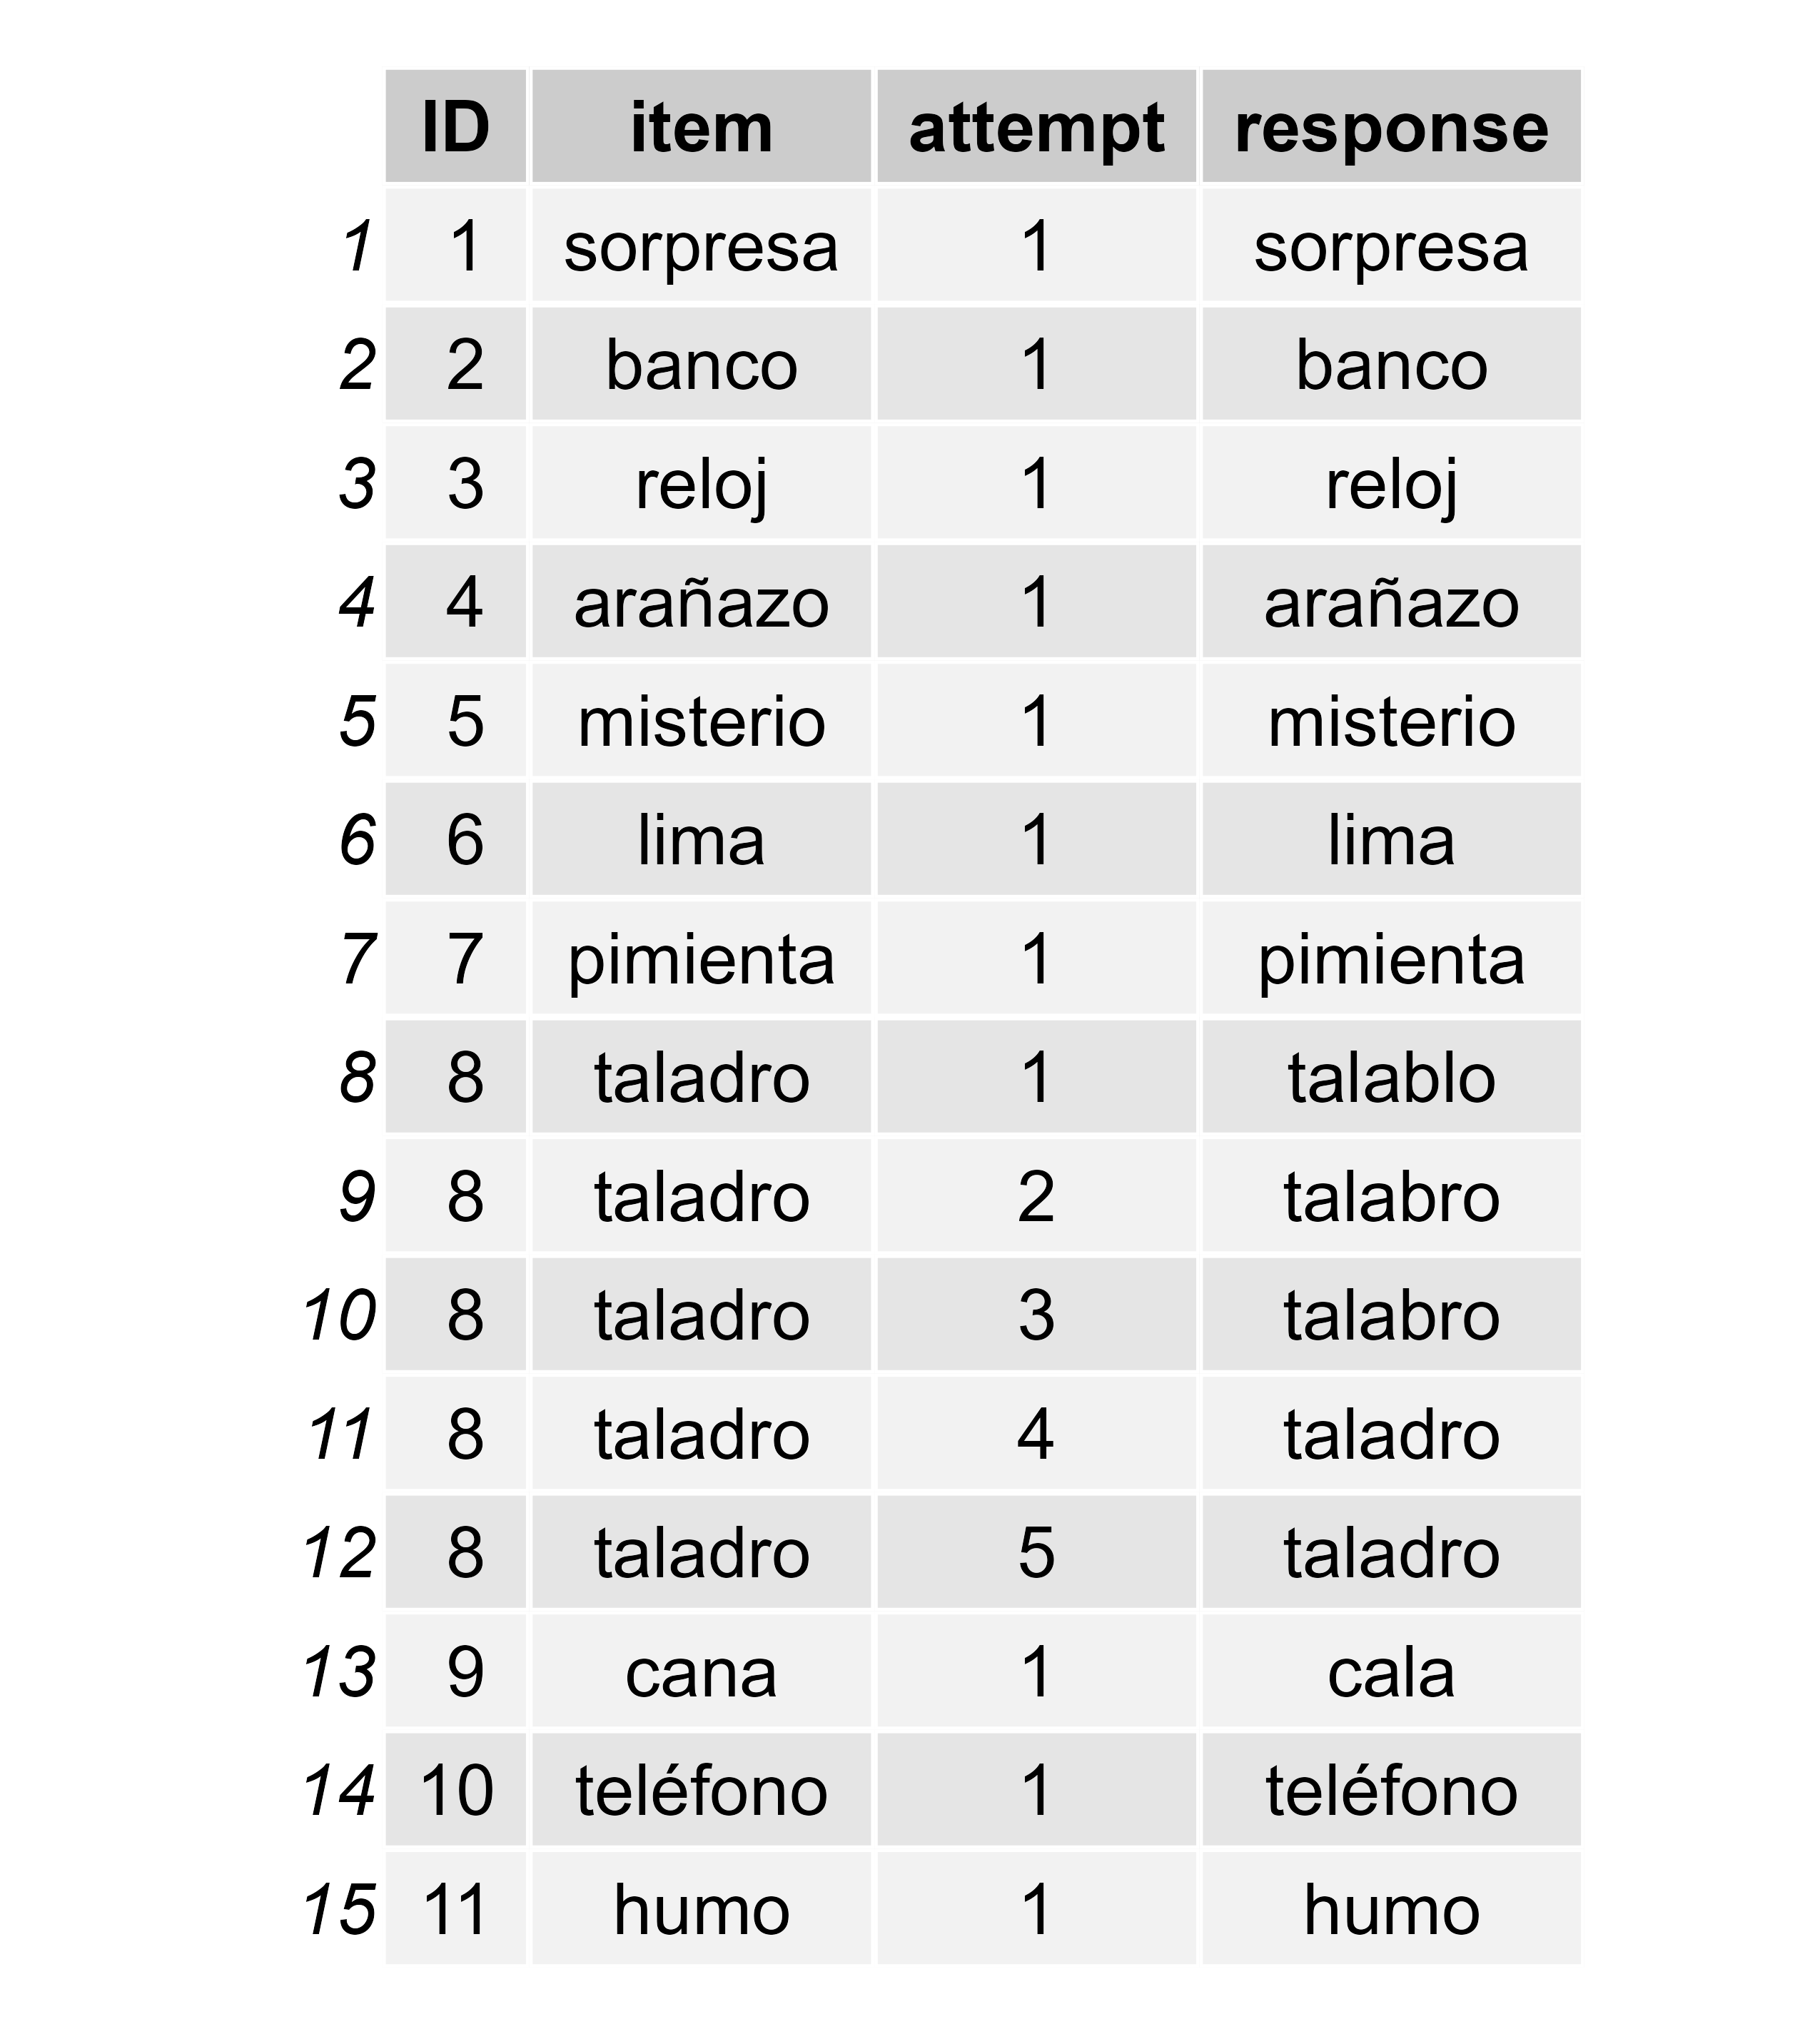 ID item attempt response
1 1 sorpresa 1 sorpresa
2 2 banco 1 banco
3 3 reloj 1 reloj
4 4 arañazo 1 arañazo
5 5 misterio 1 misterio
6 6 lima 1 lima
7 7 pimienta 1 pimienta
8 8 taladro 1 talablo
9 8 taladro 2 talabro
10 8 taladro 3 talabro
11 8 taladro 4 taladro
12 8 taladro 5 taladro
13 9 cana 1 cala
14 10 teléfono 1 teléfono
15 11 humo 1 humo